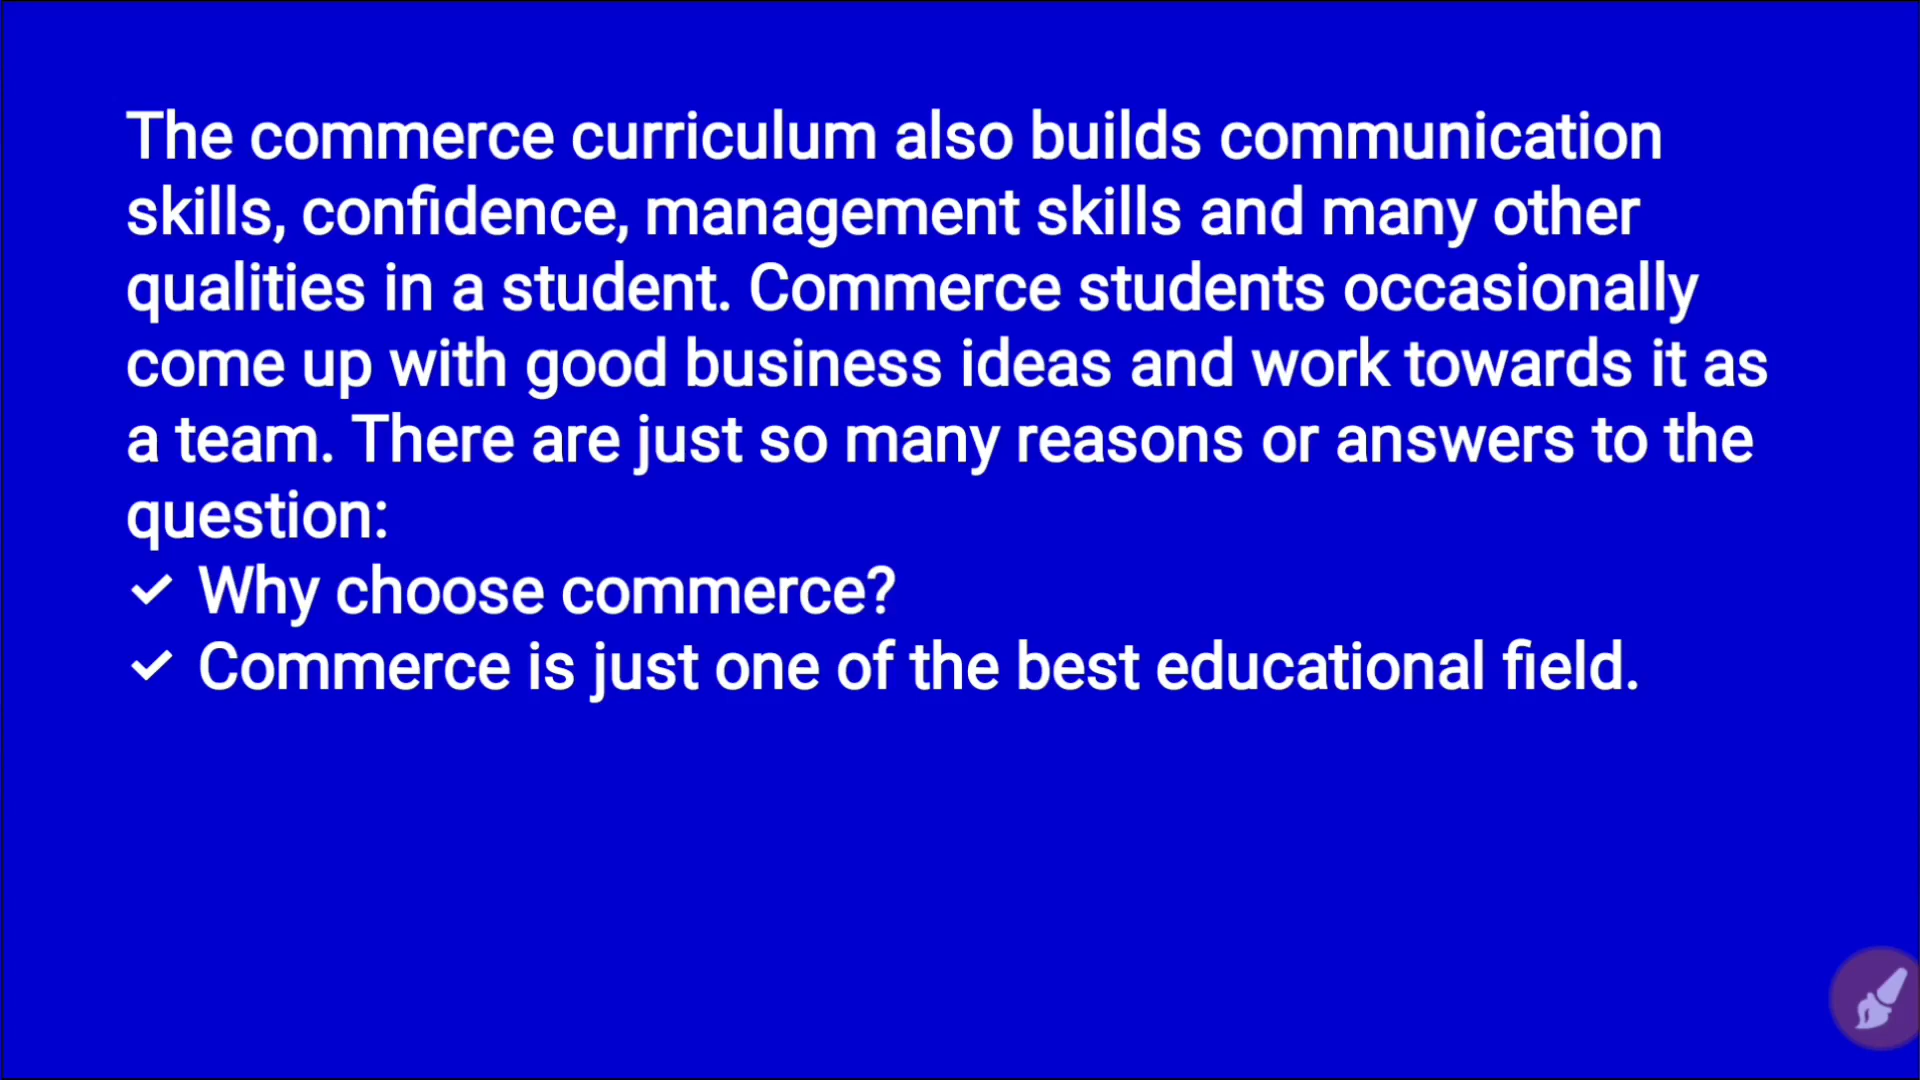 The commerce curriculum also builds communication
skills, confidence, management skills and many other
qualities in a student. Commerce students occasionally
come up with good business ideas and work towards it as
a team. There are just so many reasons or answers to the
question:
✓ Why choose commerce?
✓ Commerce is just one of the best educational field.